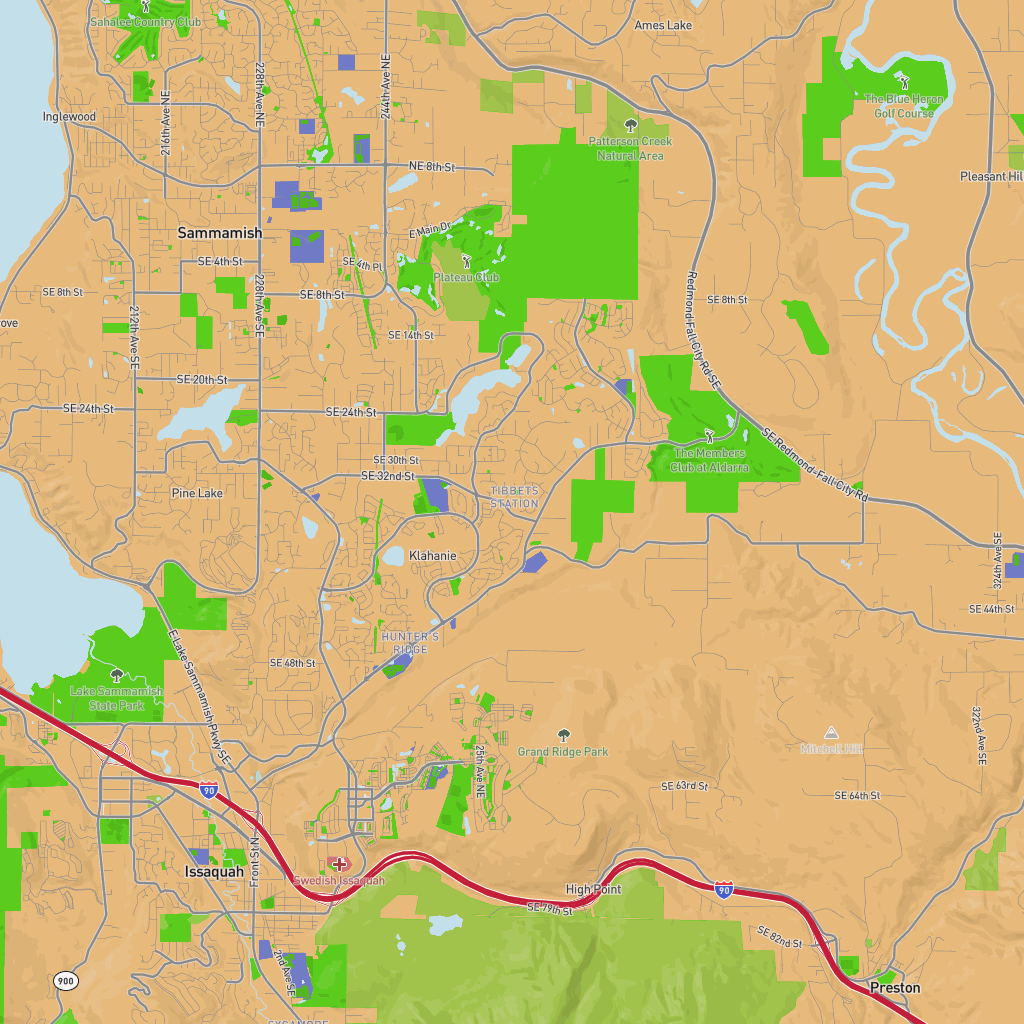 Sahalee Country Club
Ames Lake
228th Ave NE
244th Ave NE
216th Ave NE
Inglewood
The Blue Heron
Golf Course
Patterson Creek
Natural Area
NE 8th St
Pleasant Hil
Sammamish
E Main Dr
SE 4th St
SE 4th Pl
Plateau Club
SE 8th St
SE 8th St
SE 8th St
228th Ave SE
212th Ave SE
Redmond-Fall City Rd SE
ove
SE 14th St
SE 20th St
SE 24th St
SE 24th St
The Members
Club at Aldarra
SE Redmond-Fall City Rd
SE 30th St
SE 32nd St
Pine Lake
TIBBETS
STATION
Klahanie
324th Ave SE
SE 44th St
HUNTER'S
RIDGE
E Lake Sammamish Pkwy SE
SE 48th St
Lake Sammamish
State Park
322nd Ave SE
Grand Ridge Park
Mitchell Hill
25th Ave NE
90
SE 63rd St
SE 64th St
N Front St
Issaquah
Swedish Issaquah
High Point
90
SE 79th St
SE 82nd St
2nd Ave SE
900
Preston
SYCAMORE